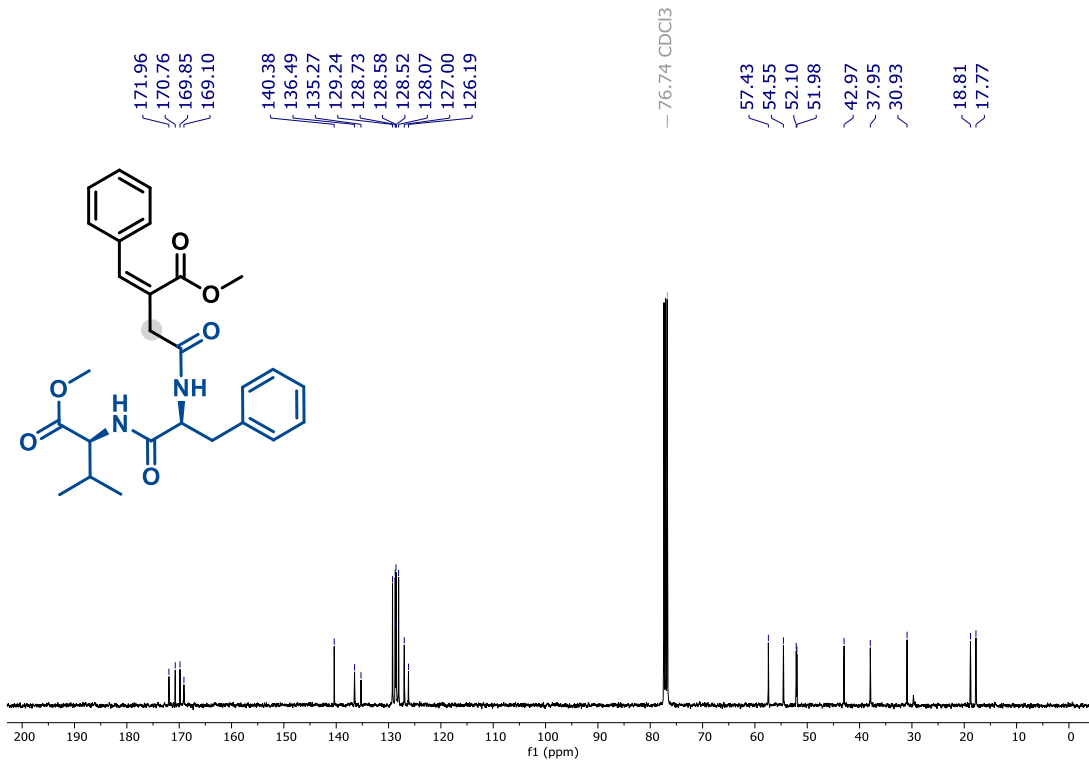 171.96
170.76
169.85
169.10
140.38
136.49
135.27
129.24
128.73
128.58
128.52
128.07
127.00
126.19
76.74 CDCl3
57.43
54.55
52.10
51.98
42.97
37.95
30.93
18.81
17.77
O
O
O
NH
O
H
N
O
O
200 190 180 170 160 150 140 130 120 110 100 90 80 70 60 50 40 30 20 10 0
f1 (ppm)